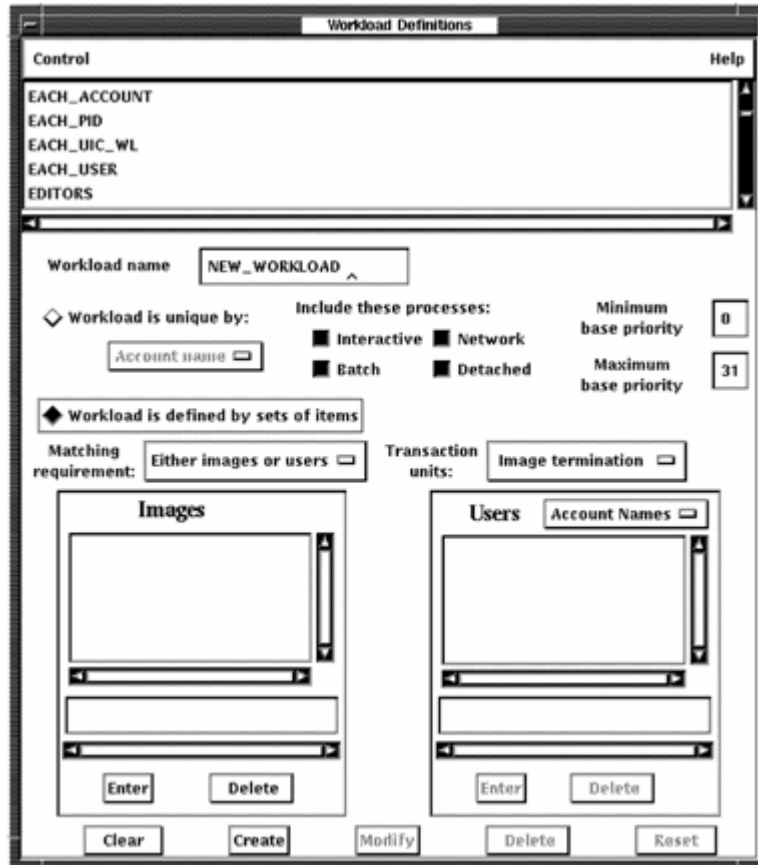 Workload Definitions
Control Help
EACH_ACCOUNT
EACH_PID
EACH_UIC_WL
EACH_USER
EDITORS
Workload name NEW_WORKLOAD
Workload is unique by:
Account name
Include these processes:
Interactive Network
Batch Detached
Minimum
base priority 0
Maximum
base priority 31
Workload is defined by sets of items
Matching
requirement: Either images or users
Transaction
units: Image termination
Images
Users Account Names
Enter Delete
Enter Delete
Clear Create Modify Delete Reset